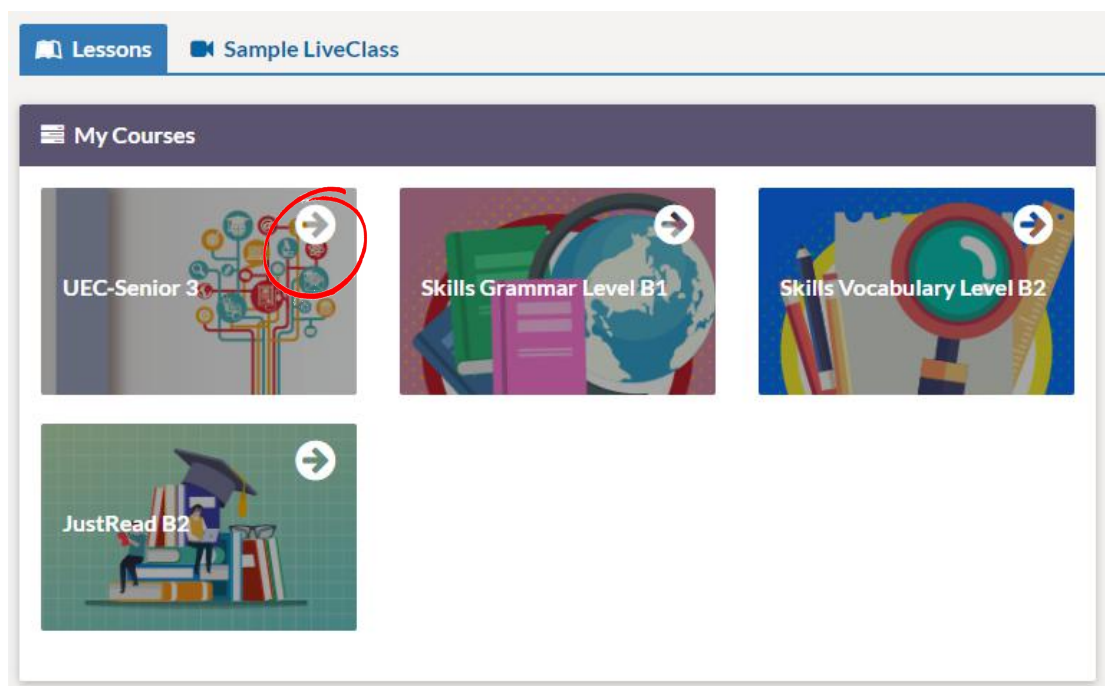 Lessons
Sample LiveClass
My Courses
UEC-Senior 3
Skills Grammar Level B1
Skills Vocabulary Level B2
JustRead B2